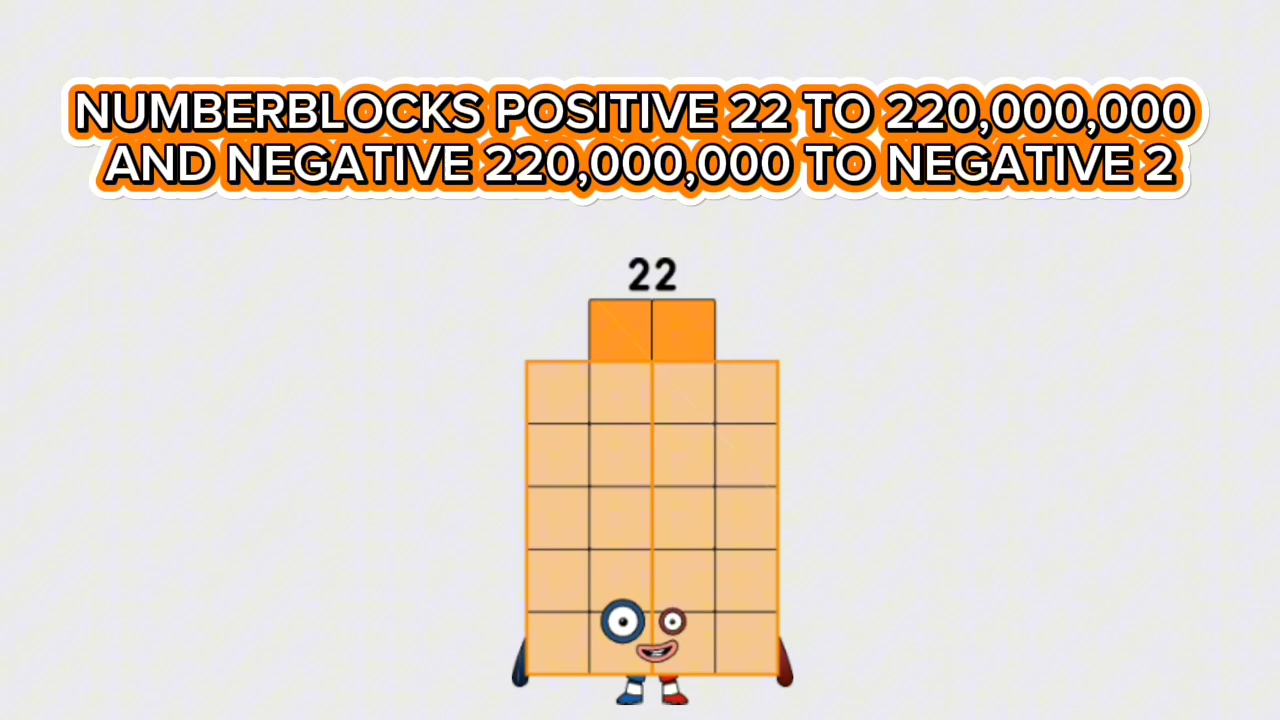 NUMBERBLOCKS POSITIVE 22 TO 220,000,000
AND NEGATIVE 220,000,000 TO NEGATIVE 2
22